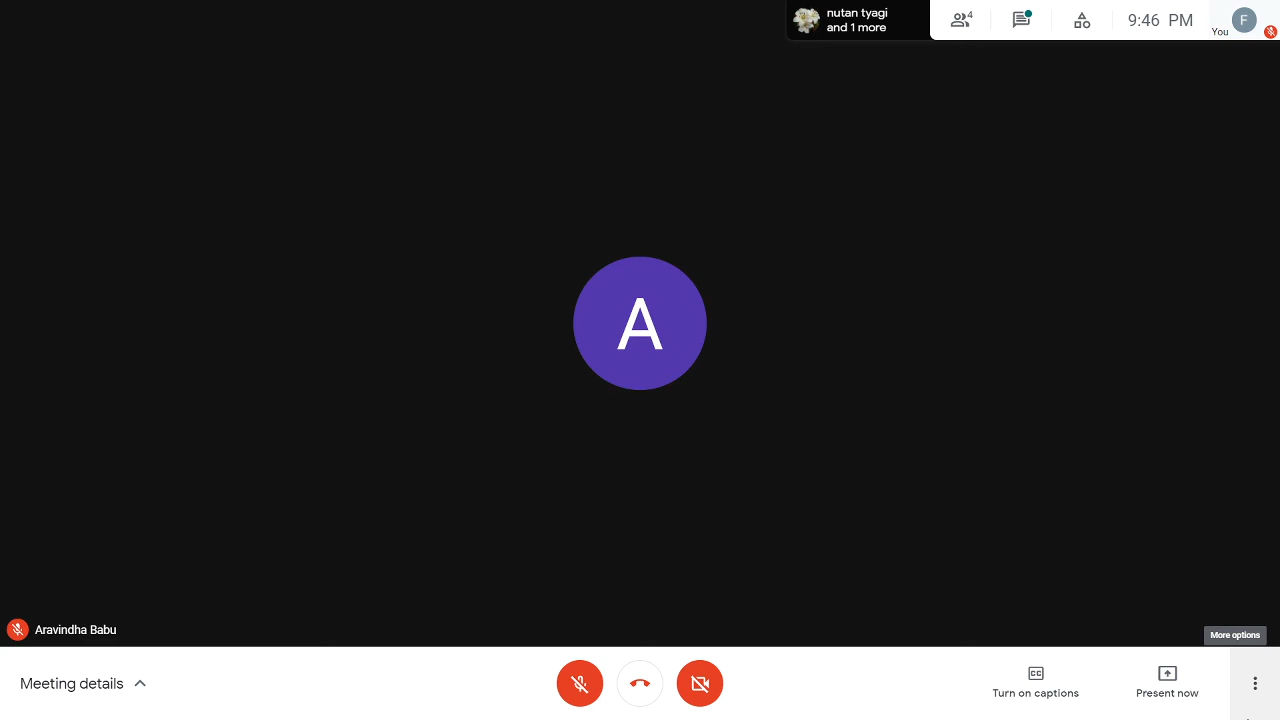 nutan tyagi
and 1 more
4
9:46 PM
F
You
A
Aravindha Babu
More options
Meeting details
CC
Turn on captions
Present now